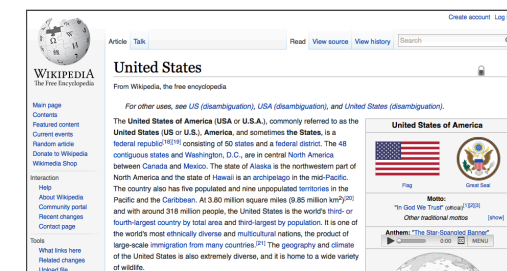 Create account Log
Article Talk Read View source View history Search
WIKIPEDIA
The Free Encyclopedia
Main page
Contents
Featured content
Current events
Random article
Donate to Wikipedia
Wikimedia Shop
Interaction
Help
About Wikipedia
Community portal
Recent changes
Contact page
Tools
What links here
Related changes
Upload file
United States
From Wikipedia, the free encyclopedia
For other uses, see US (disambiguation), USA (disambiguation), and United States (disambiguation).
The United States of America (USA or U.S.A.), commonly referred to as the
United States (US or U.S.), America, and sometimes the States, is a
federal republic[18][19] consisting of 50 states and a federal district. The 48
contiguous states and Washington, D.C., are in central North America
between Canada and Mexico. The state of Alaska is the northwestern part of
North America and the state of Hawaii is an archipelago in the mid-Pacific.
The country also has five populated and nine unpopulated territories in the
Pacific and the Caribbean. At 3.80 million square miles (9.85 million km2)[20]
and with around 318 million people, the United States is the world's third- or
fourth-largest country by total area and third-largest by population. It is one of
the world's most ethnically diverse and multicultural nations, the product of
large-scale immigration from many countries.[21] The geography and climate
of the United States is also extremely diverse, and it is home to a wide variety
of wildlife.
United States of America
Flag Great Seal
Motto:
"In God We Trust" (official)[1][2][3]
Other traditional mottos [show]
Anthem: "The Star-Spangled Banner"
0:00 MENU